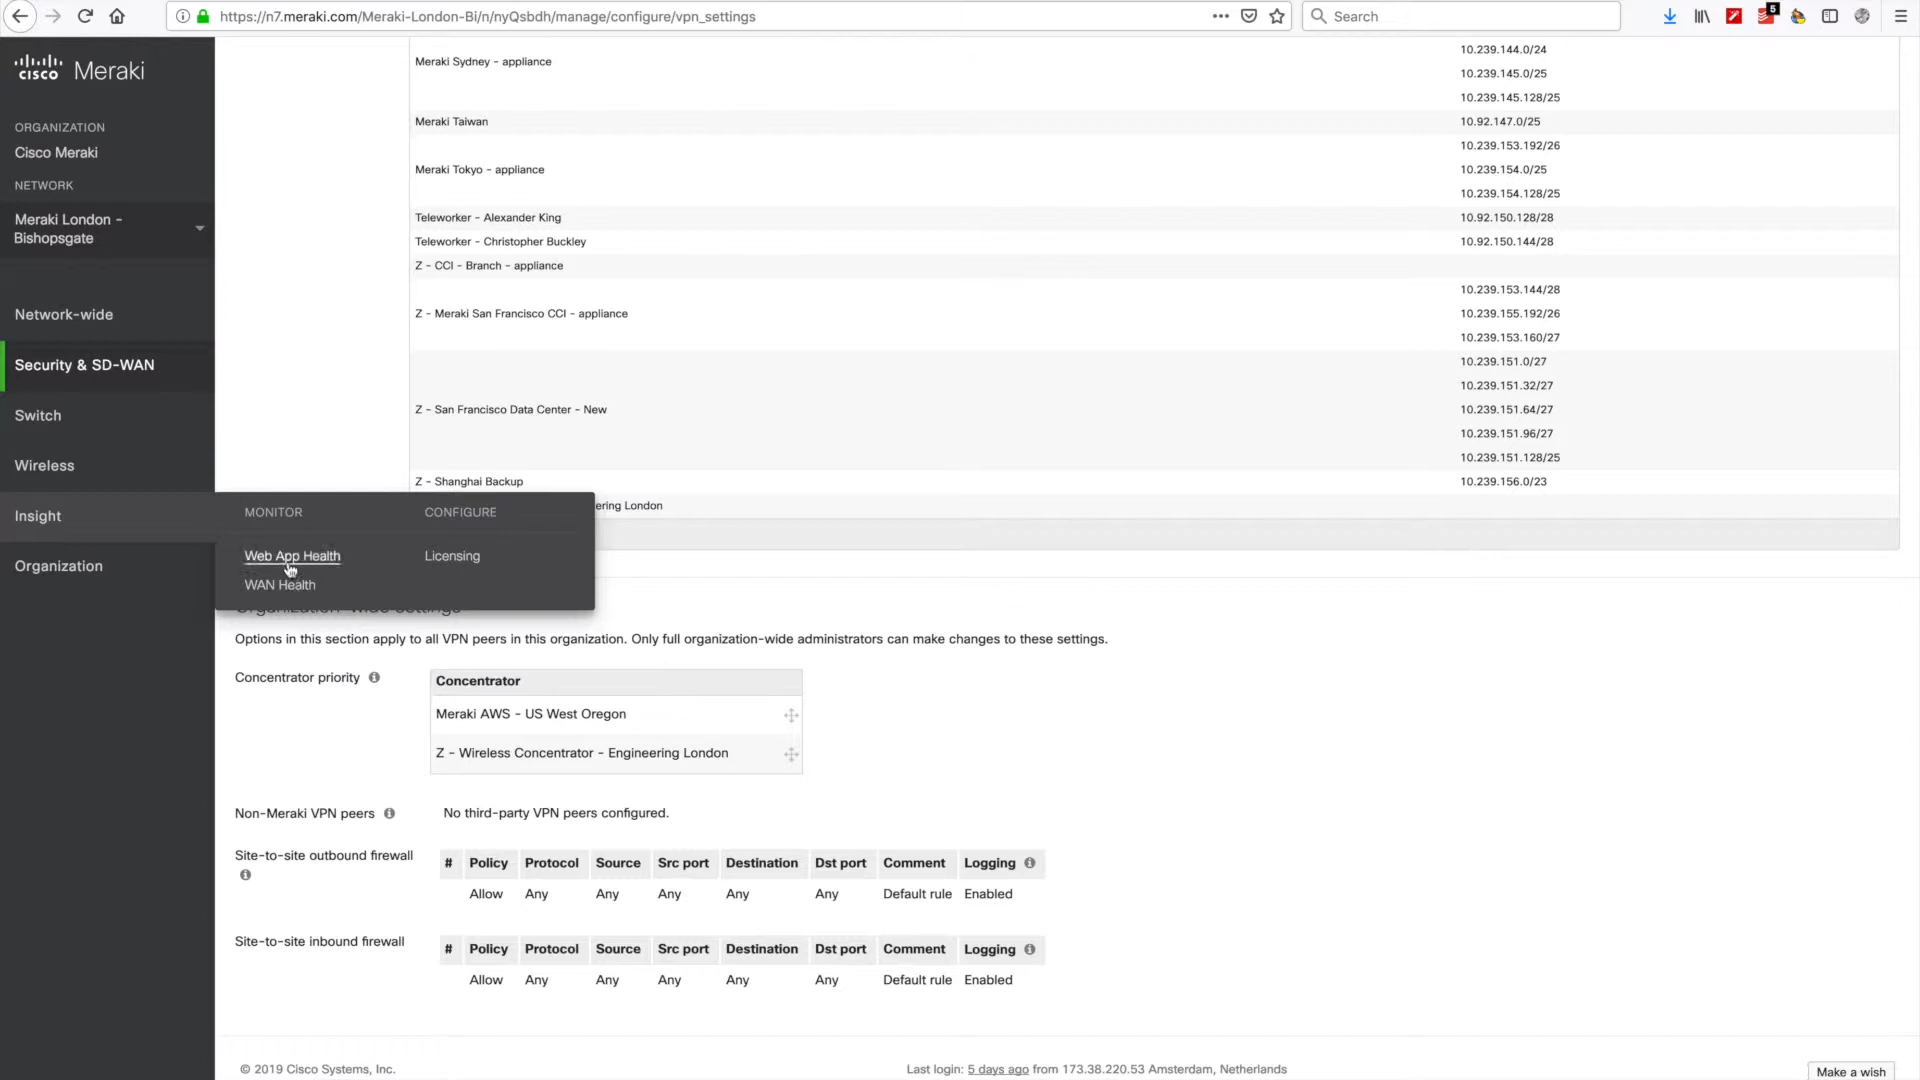 https://n7.meraki.com/Meraki-London-Bi/n/nyQsbdh/manage/configure/vpn_settings
Search
5
cisco Meraki
ORGANIZATION
Cisco Meraki
NETWORK
Meraki London -
Bishopsgate
Network-wide
Security & SD-WAN
Switch
Wireless
Insight
Organization
10.239.144.0/24
Meraki Sydney - appliance
10.239.145.0/25
10.239.145.128/25
Meraki Taiwan 10.92.147.0/25
10.239.153.192/26
Meraki Tokyo - appliance 10.239.154.0/25
10.239.154.128/25
Teleworker - Alexander King 10.92.150.128/28
Teleworker - Christopher Buckley 10.92.150.144/28
Z - CCI - Branch - appliance
10.239.153.144/28
Z - Meraki San Francisco CCI - appliance 10.239.155.192/26
10.239.153.160/27
10.239.151.0/27
10.239.151.32/27
Z - San Francisco Data Center - New 10.239.151.64/27
10.239.151.96/27
10.239.151.128/25
Z - Shanghai Backup 10.239.156.0/23
ering London
MONITOR CONFIGURE
Web App Health Licensing
WAN Health
Options in this section apply to all VPN peers in this organization. Only full organization-wide administrators can make changes to these settings.
Concentrator priority
Concentrator
Meraki AWS - US West Oregon
Z - Wireless Concentrator - Engineering London
Non-Meraki VPN peers No third-party VPN peers configured.
Site-to-site outbound firewall
# Policy Protocol Source Src port Destination Dst port Comment Logging
Allow Any Any Any Any Any Default rule Enabled
Site-to-site inbound firewall
# Policy Protocol Source Src port Destination Dst port Comment Logging
Allow Any Any Any Any Any Default rule Enabled
© 2019 Cisco Systems, Inc.
Last login: 5 days ago from 173.38.220.53 Amsterdam, Netherlands
Make a wish